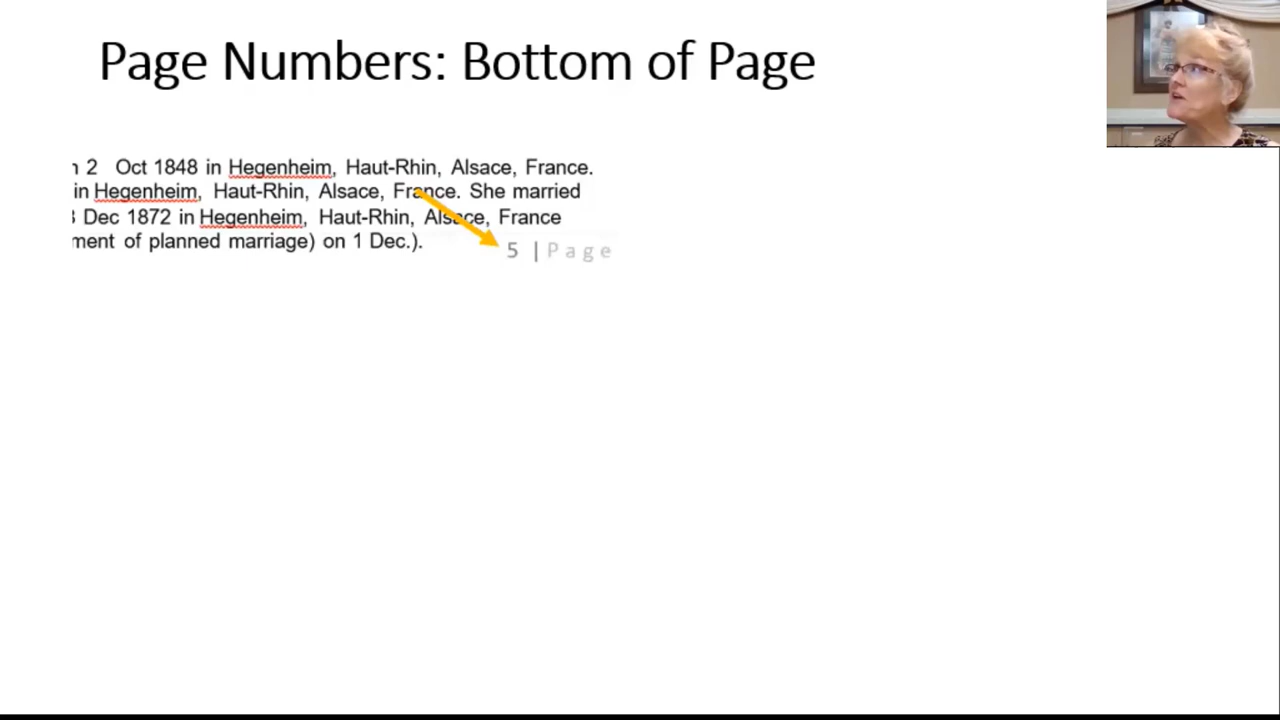 Page Numbers: Bottom of Page
2 Oct 1848 in Hegenheim, Haut-Rhin, Alsace, France.
in Hegenheim, Haut-Rhin, Alsace, France. She married
Dec 1872 in Hegenheim, Haut-Rhin, Alsace, France
ment of planned marriage) on 1 Dec.).
5 | Page